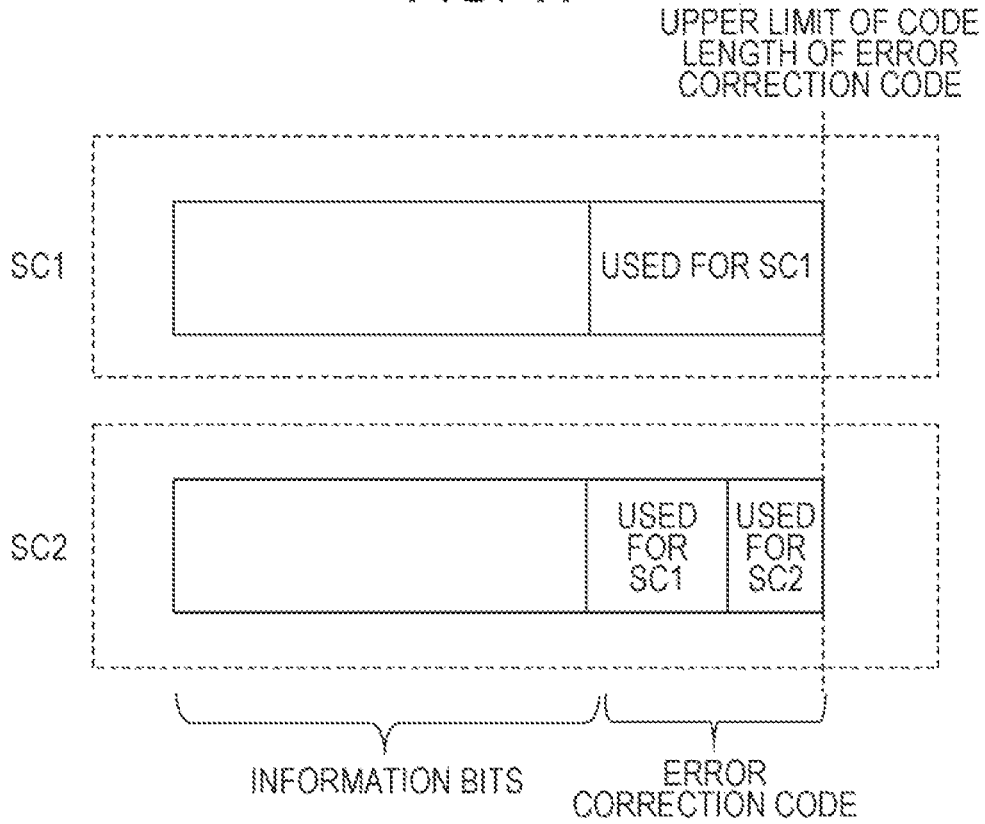 UPPER LIMIT OF CODE
LENGTH OF ERROR
CORRECTION CODE
SC1
USED FOR SC1
SC2
USED
FOR
SC1
USED
FOR
SC2
INFORMATION BITS
ERROR
CORRECTION CODE